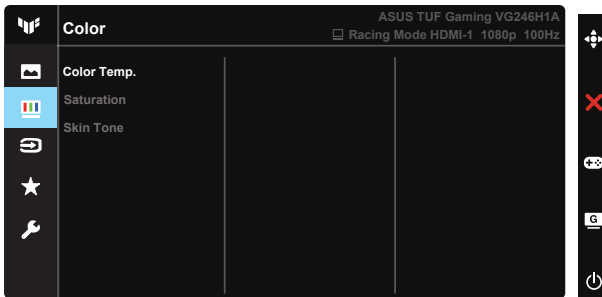 Color
ASUS TUF Gaming VG246H1A
Racing Mode HDMI-1 1080p 100Hz
Color Temp.
Saturation
Skin Tone
G